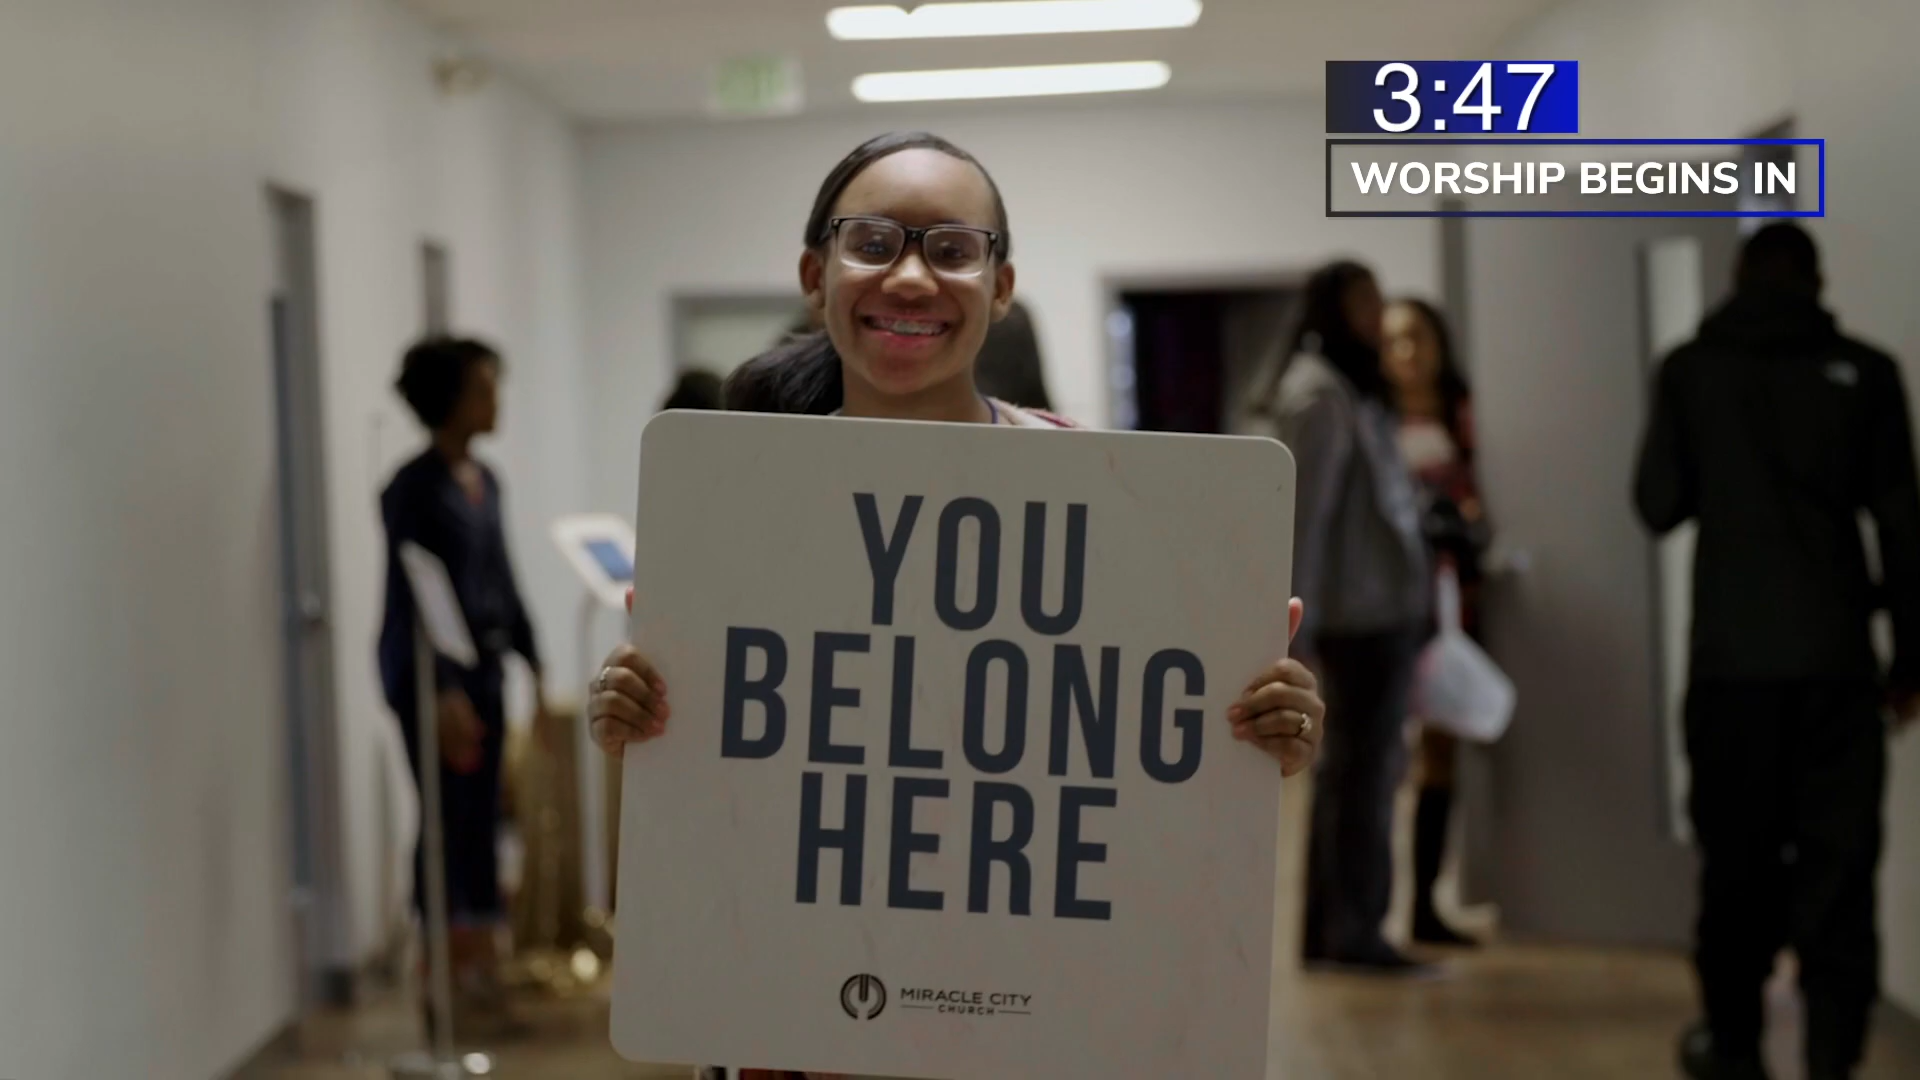 3:47
WORSHIP BEGINS IN
YOU
BELONG
HERE
MIRACLE CITY
CHURCH